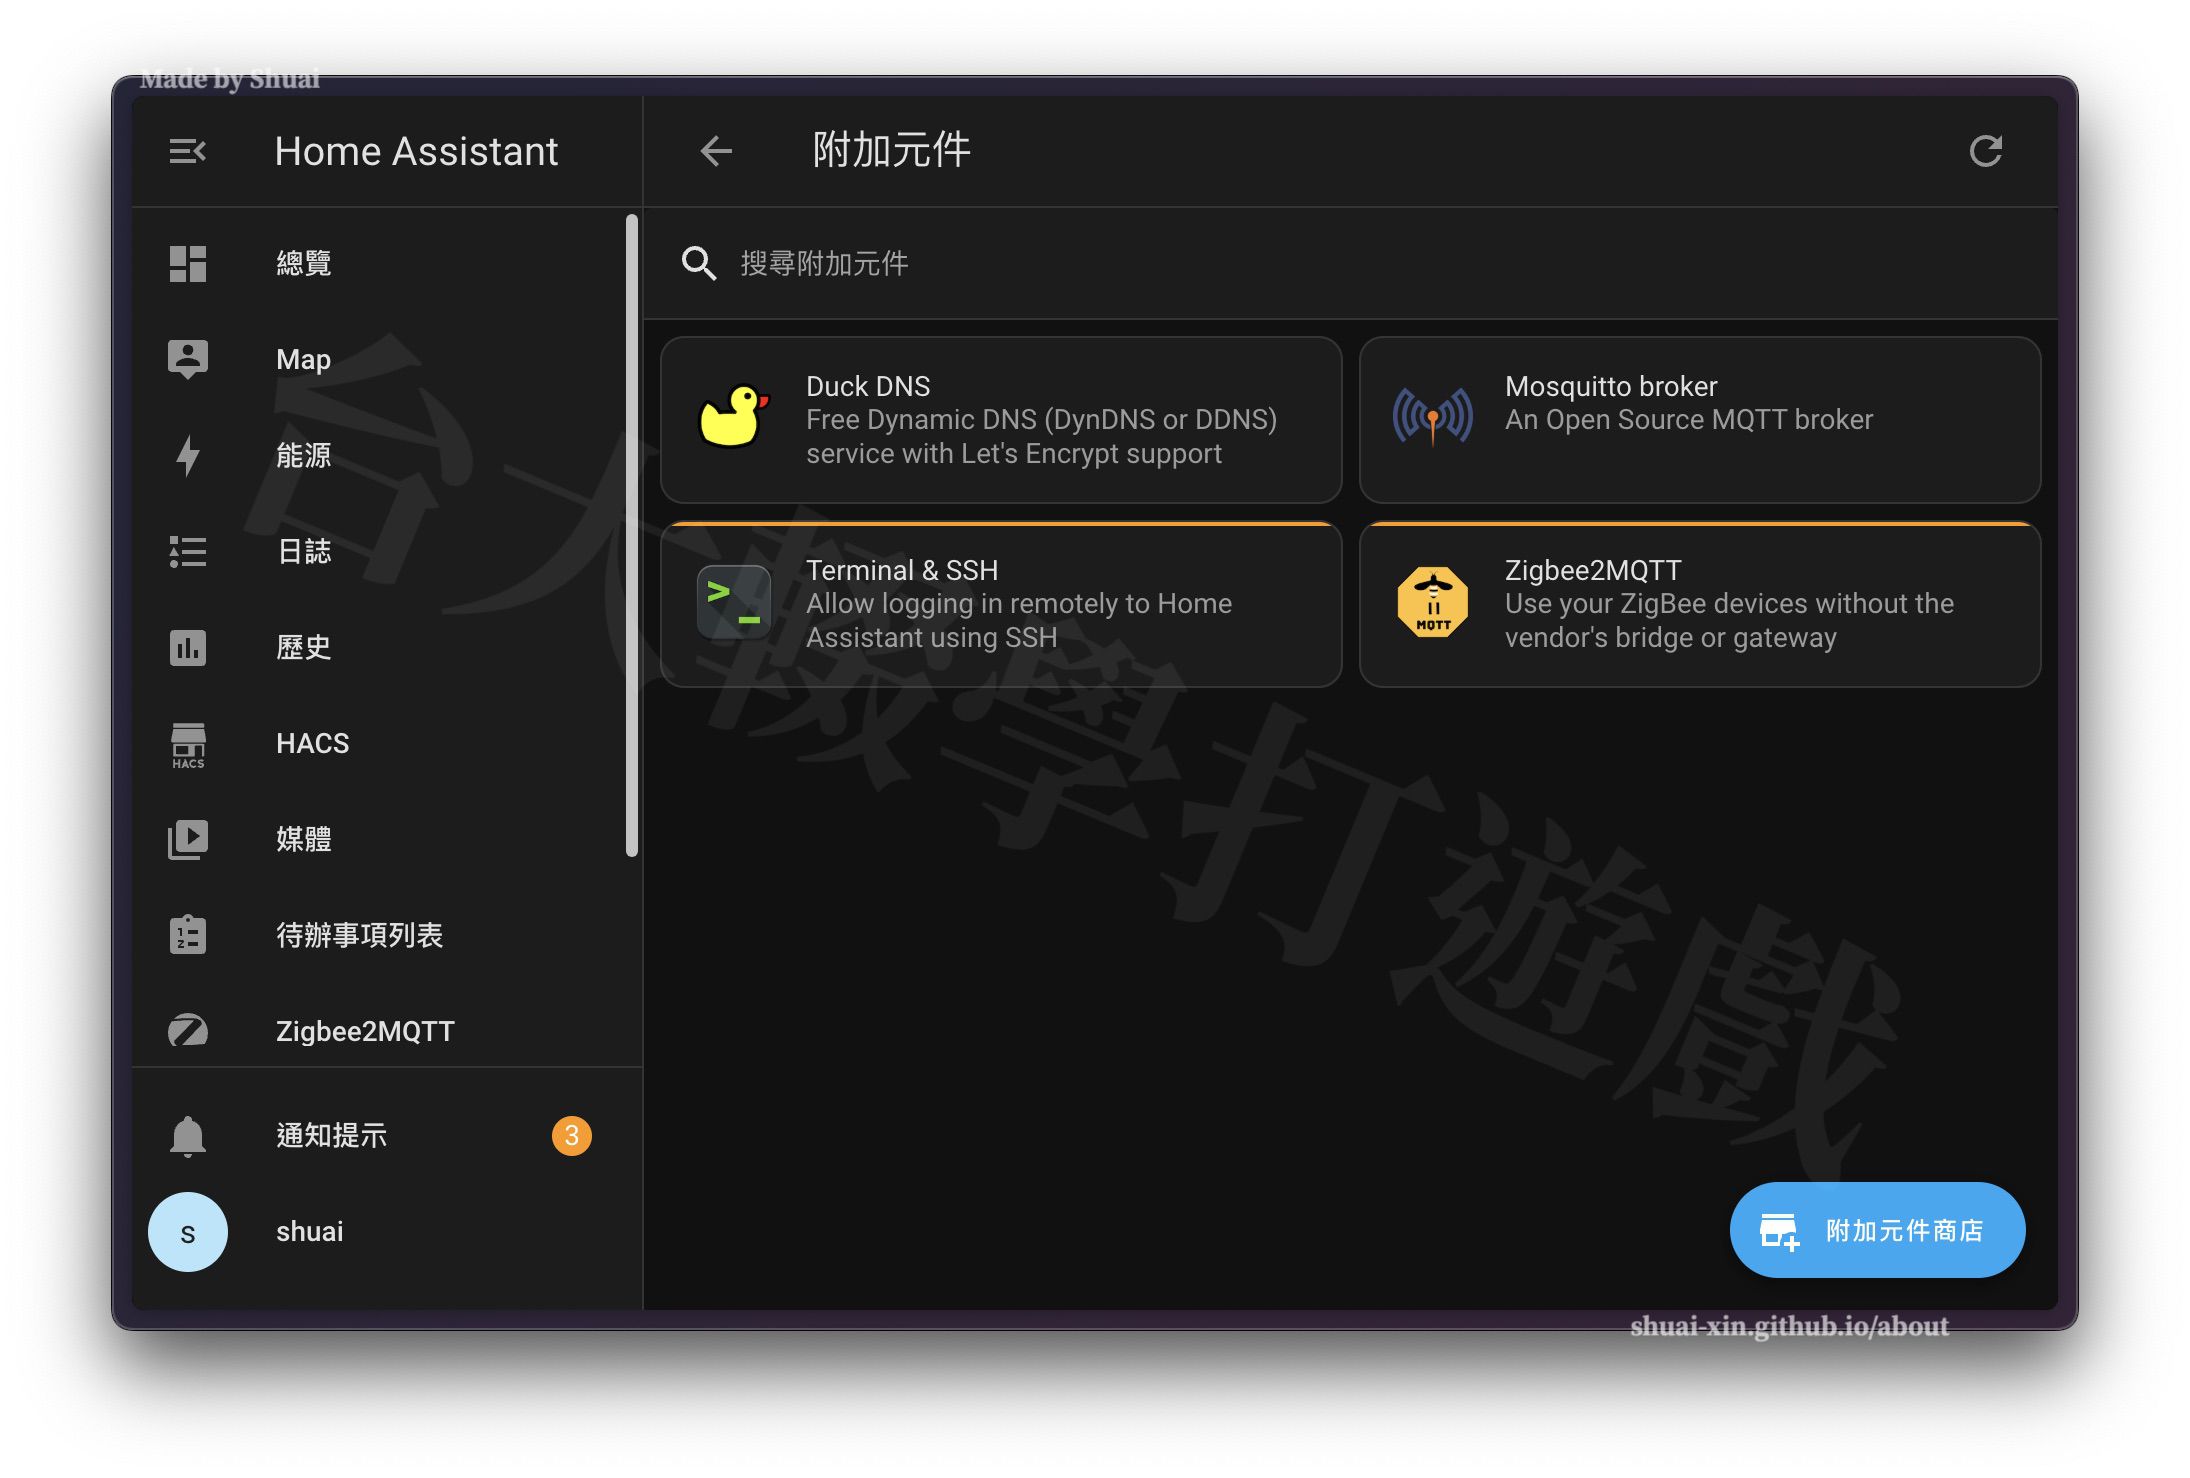 Made by Shuai
Home Assistant
附加元件
總覽
Map
能源
日誌
歷史
HACS
HACS
媒體
待辦事項列表
Zigbee2MQTT
通知提示
3
s
shuai
搜尋附加元件
Duck DNS
Free Dynamic DNS (DynDNS or DDNS)
service with Let's Encrypt support
Mosquitto broker
An Open Source MQTT broker
Terminal & SSH
Allow logging in remotely to Home
Assistant using SSH
Zigbee2MQTT
Use your ZigBee devices without the
vendor's bridge or gateway
MQTT
附加元件商店
台大輟學打遊戲
shuai-xin.github.io/about